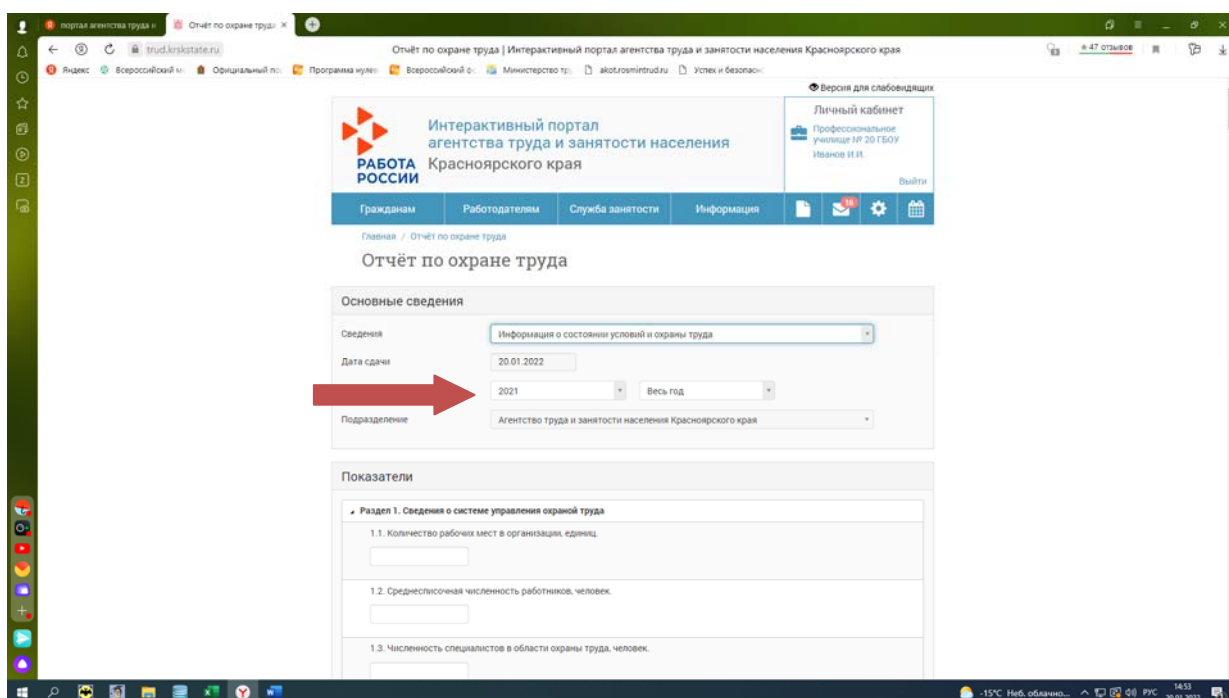 портал агентства труда и
Отчёт по охране труда
trud.krskstate.ru
Отчёт по охране труда | Интерактивный портал агентства труда и занятости населения Красноярского края
★ 47 отзывов
Яндекс
Всероссийский
Официальный
Программа
Всероссийский
Министерство
akot.rosmintrud.ru
Успех и
Версия для слабовидящих
РАБОТА
РОССИИ
Интерактивный портал
агентства труда и занятости населения
Красноярского края
Личный кабинет
Профессиональное
училище № 20 ГБОУ
Иванов И.И.
Выйти
Гражданам
Работодателям
Служба занятости
Информация
16
Главная / Отчёт по охране труда
Отчёт по охране труда
Основные сведения
Сведения
Информация о состоянии условий и охраны труда
Дата сдачи
20.01.2022
2021
Весь год
Подразделение
Агентство труда и занятости населения Красноярского края
Показатели
Раздел 1. Сведения о системе управления охраной труда
1.1. Количество рабочих мест в организации, единиц.
1.2. Среднесписочная численность работников, человек.
1.3. Численность специалистов в области охраны труда, человек.
-15°C Неб. облачно...
РУС
14:53
20.01.2022